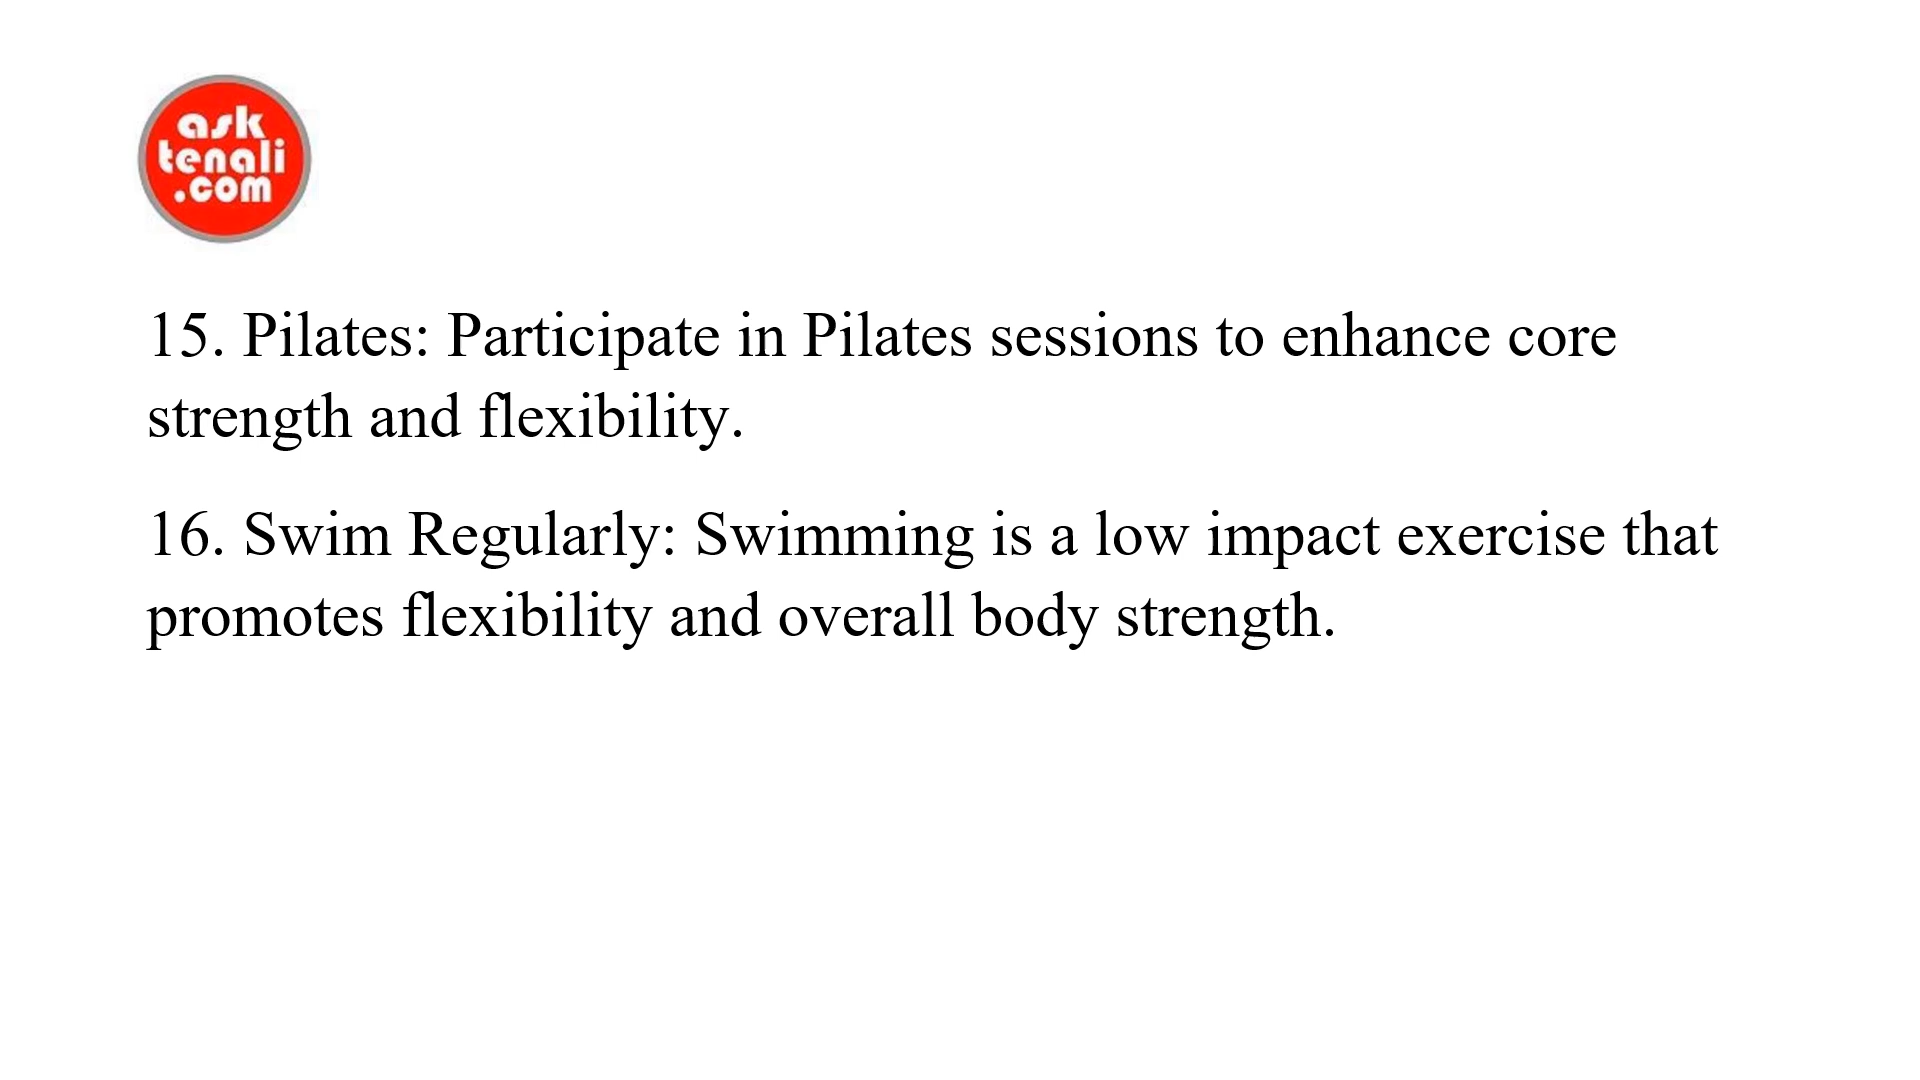 ask
tenali
.com
15. Pilates: Participate in Pilates sessions to enhance core
strength and flexibility.
16. Swim Regularly: Swimming is a low impact exercise that
promotes flexibility and overall body strength.